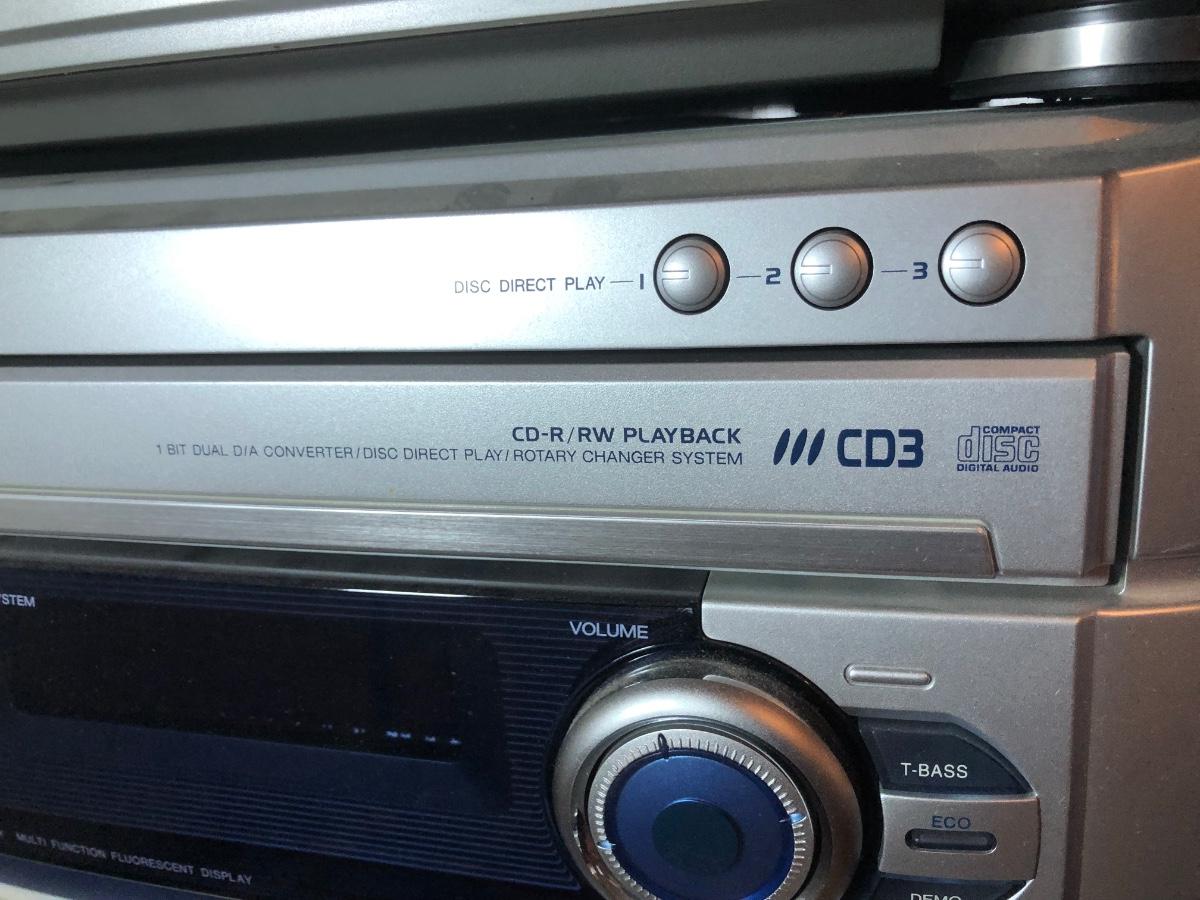 DISC DIRECT PLAY 1 2 3
CD-R/RW PLAYBACK
1 BIT DUAL D/A CONVERTER/DISC DIRECT PLAY/ROTARY CHANGER SYSTEM
CD3
COMPACT
disc
DIGITAL AUDIO
VOLUME
T-BASS
ECO
DEMO
MULTI FUNCTION FLUORESCENT DISPLAY